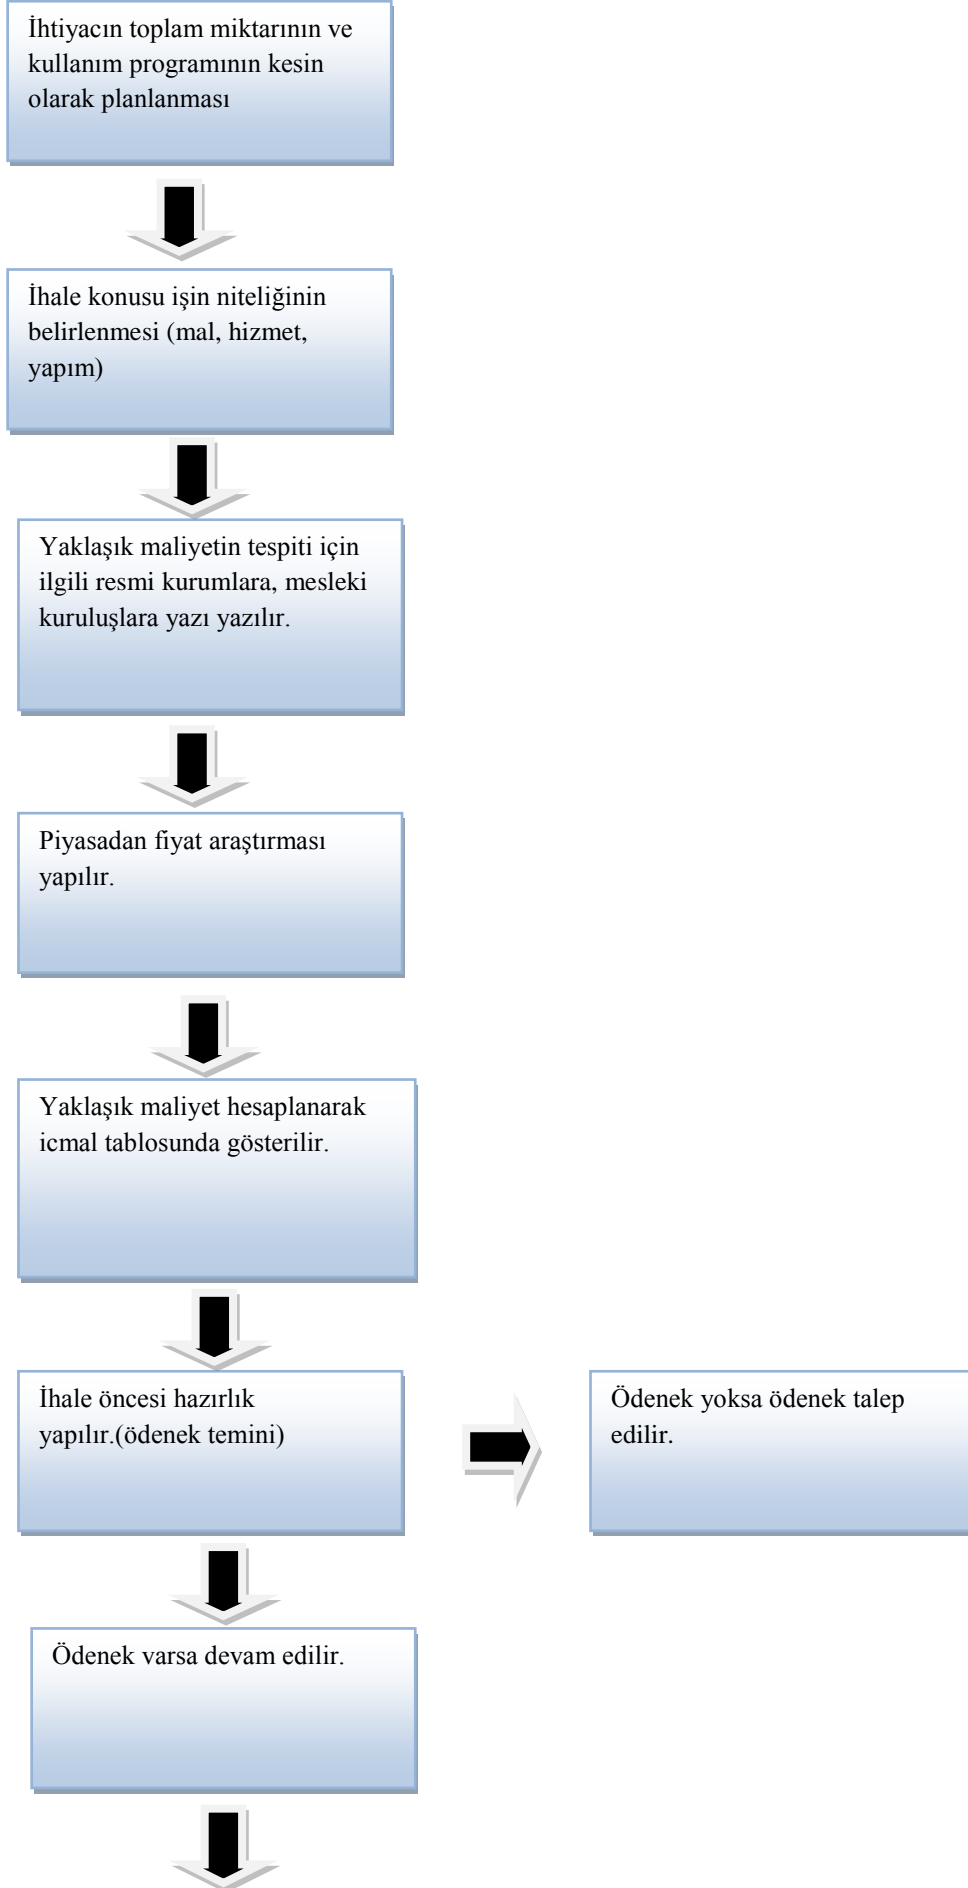 İhtiyacın toplam miktarının ve
kullanım programının kesin
olarak planlanması
İhale konusu işin niteliğinin
belirlenmesi (mal, hizmet,
yapım)
Yaklaşık maliyetin tespiti için
ilgili resmi kurumlara, mesleki
kuruluşlara yazı yazılır.
Piyasadan fiyat araştırması
yapılır.
Yaklaşık maliyet hesaplanarak
icmal tablosunda gösterilir.
İhale öncesi hazırlık
yapılır.(ödenek temini)
Ödenek yoksa ödenek talep
edilir.
Ödenek varsa devam edilir.